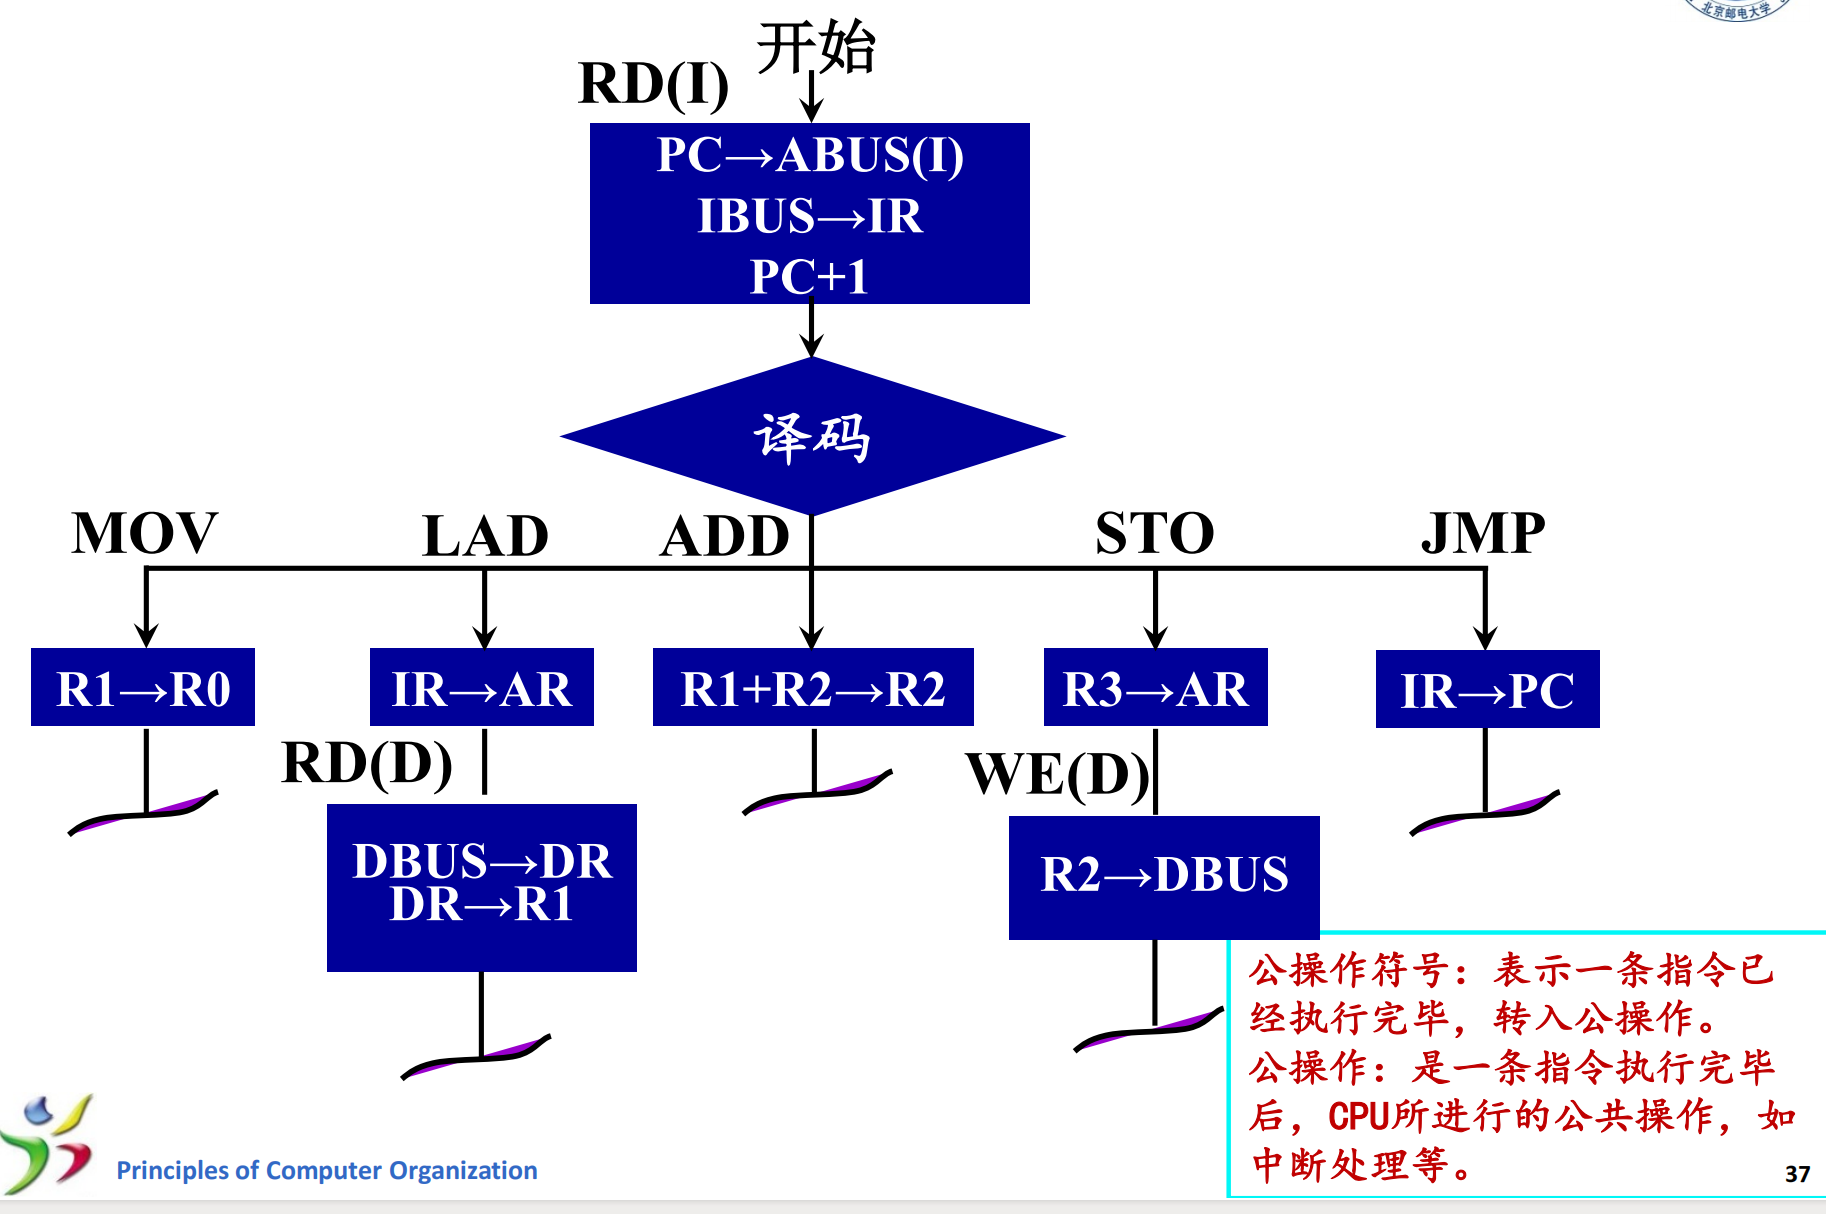 北京邮电大学
开始
RD(I)
PC→ABUS(I)
IBUS→IR
PC+1
译码
MOV
LAD
ADD
STO
JMP
R1→R0
IR→AR
R1+R2→R2
R3→AR
IR→PC
RD(D)
WE(D)
DBUS→DR
DR→R1
R2→DBUS
公操作符号：表示一条指令已
经执行完毕，转入公操作。
公操作：是一条指令执行完毕
后，CPU所进行的公共操作，如
中断处理等。
Principles of Computer Organization
37